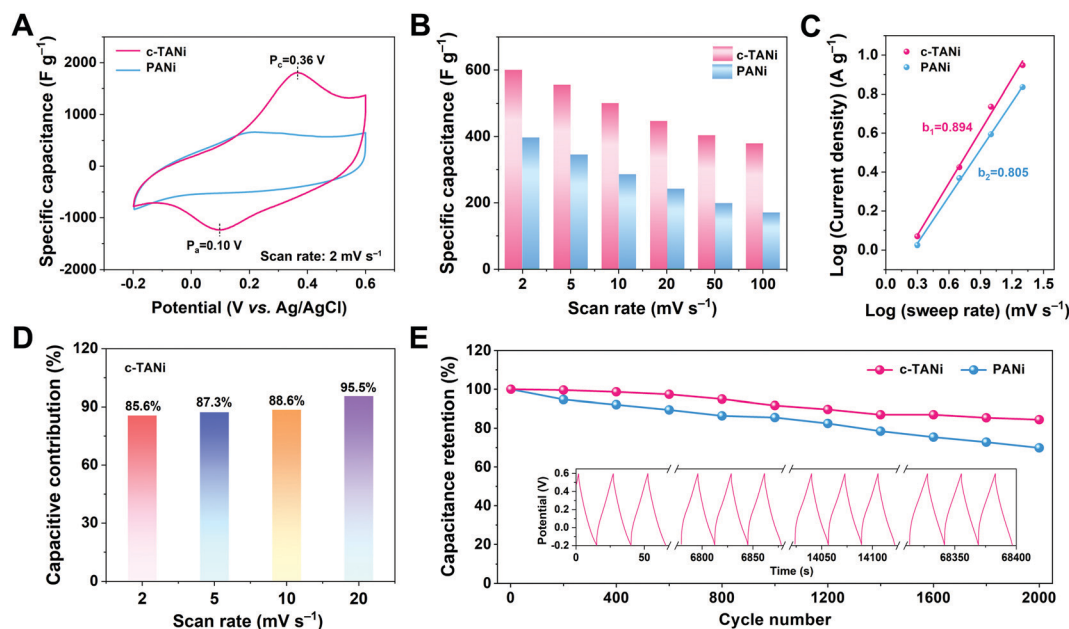 A
c-TANi
PANi
Pc=0.36 V
Pa=0.10 V
Scan rate: 2 mV s⁻¹
Specific capacitance (F g⁻¹)
2000
1000
0
-1000
-2000
-0.2
0.0
0.2
0.4
0.6
Potential (V vs. Ag/AgCl)
B
c-TANi
PANi
Specific capacitance (F g⁻¹)
600
400
200
0
2
5
10
20
50
100
Scan rate (mV s⁻¹)
C
c-TANi
PANi
b₁=0.894
b₂=0.805
Log (Current density) (A g⁻¹)
1.0
0.8
0.6
0.4
0.2
0.0
0.0
0.3
0.6
0.9
1.2
1.5
Log (sweep rate) (mV s⁻¹)
D
c-TANi
85.6%
87.3%
88.6%
95.5%
Capacitive contribution (%)
120
90
60
30
0
2
5
10
20
Scan rate (mV s⁻¹)
E
c-TANi
PANi
Capacitance retention (%)
120
100
80
60
40
20
0
Potential (V)
0.6
0.4
0.2
0.0
-0.2
0
50
6800
6850
14050
14100
68350
68400
Time (s)
0
400
800
1200
1600
2000
Cycle number